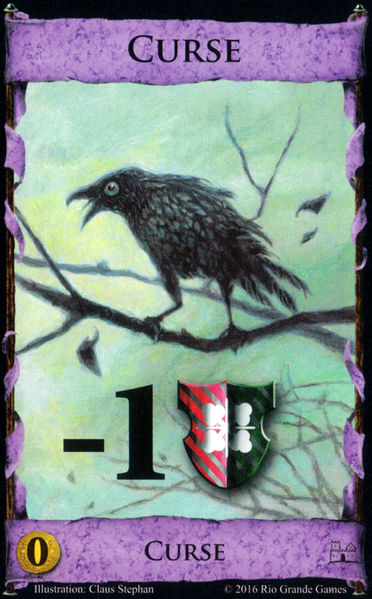 Curse
-1
0
Curse
Illustration: Claus Stephan
© 2016 Rio Grande Games